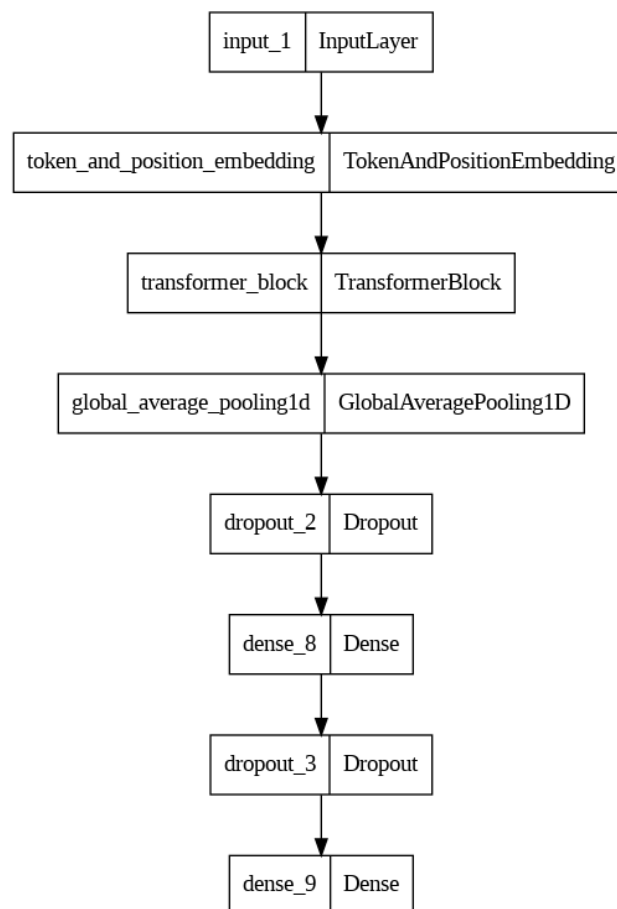 input_1 InputLayer
token_and_position_embedding TokenAndPositionEmbedding
transformer_block TransformerBlock
global_average_pooling1d GlobalAveragePooling1D
dropout_2 Dropout
dense_8 Dense
dropout_3 Dropout
dense_9 Dense